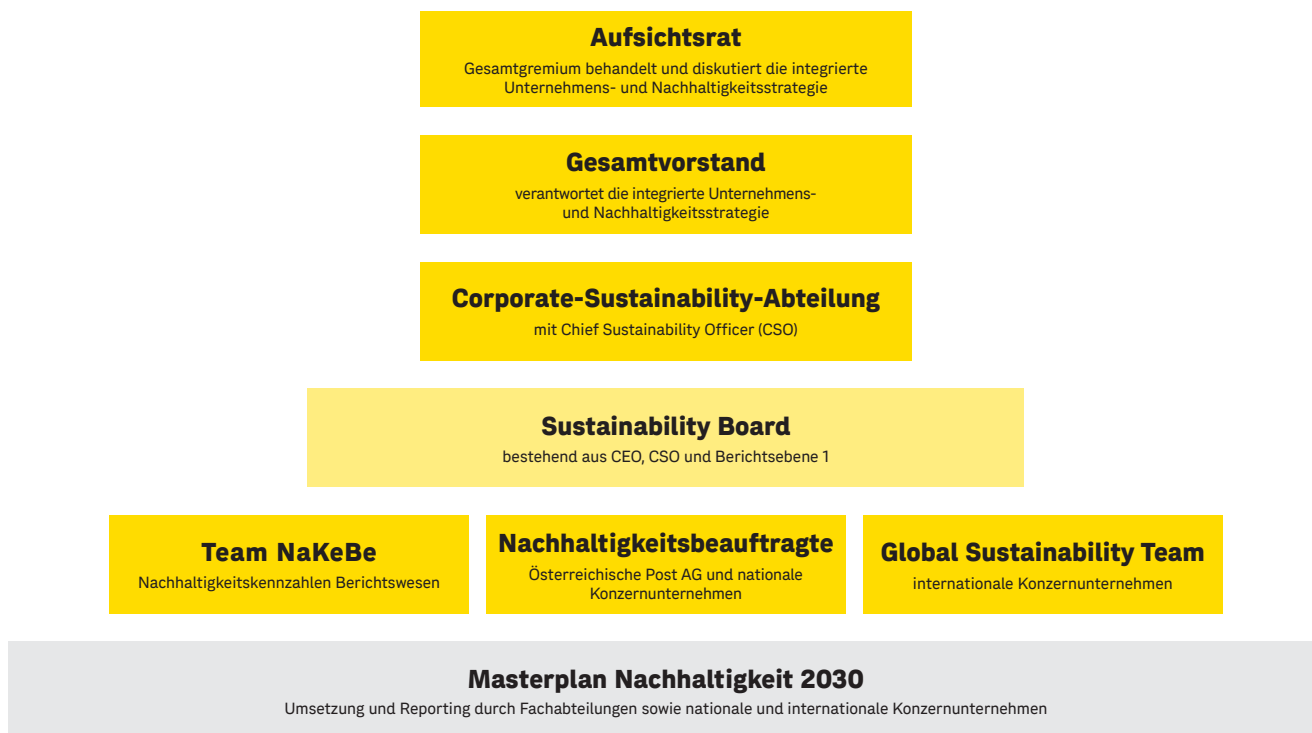 Aufsichtsrat
Gesamtgremium behandelt und diskutiert die integrierte
Unternehmens- und Nachhaltigkeitsstrategie
Gesamtvorstand
verantwortet die integrierte Unternehmens-
und Nachhaltigkeitsstrategie
Corporate-Sustainability-Abteilung
mit Chief Sustainability Officer (CSO)
Sustainability Board
bestehend aus CEO, CSO und Berichtsebene 1
Team NaKeBe
Nachhaltigkeitskennzahlen Berichtswesen
Nachhaltigkeitsbeauftragte
Österreichische Post AG und nationale
Konzernunternehmen
Global Sustainability Team
internationale Konzernunternehmen
Masterplan Nachhaltigkeit 2030
Umsetzung und Reporting durch Fachabteilungen sowie nationale und internationale Konzernunternehmen